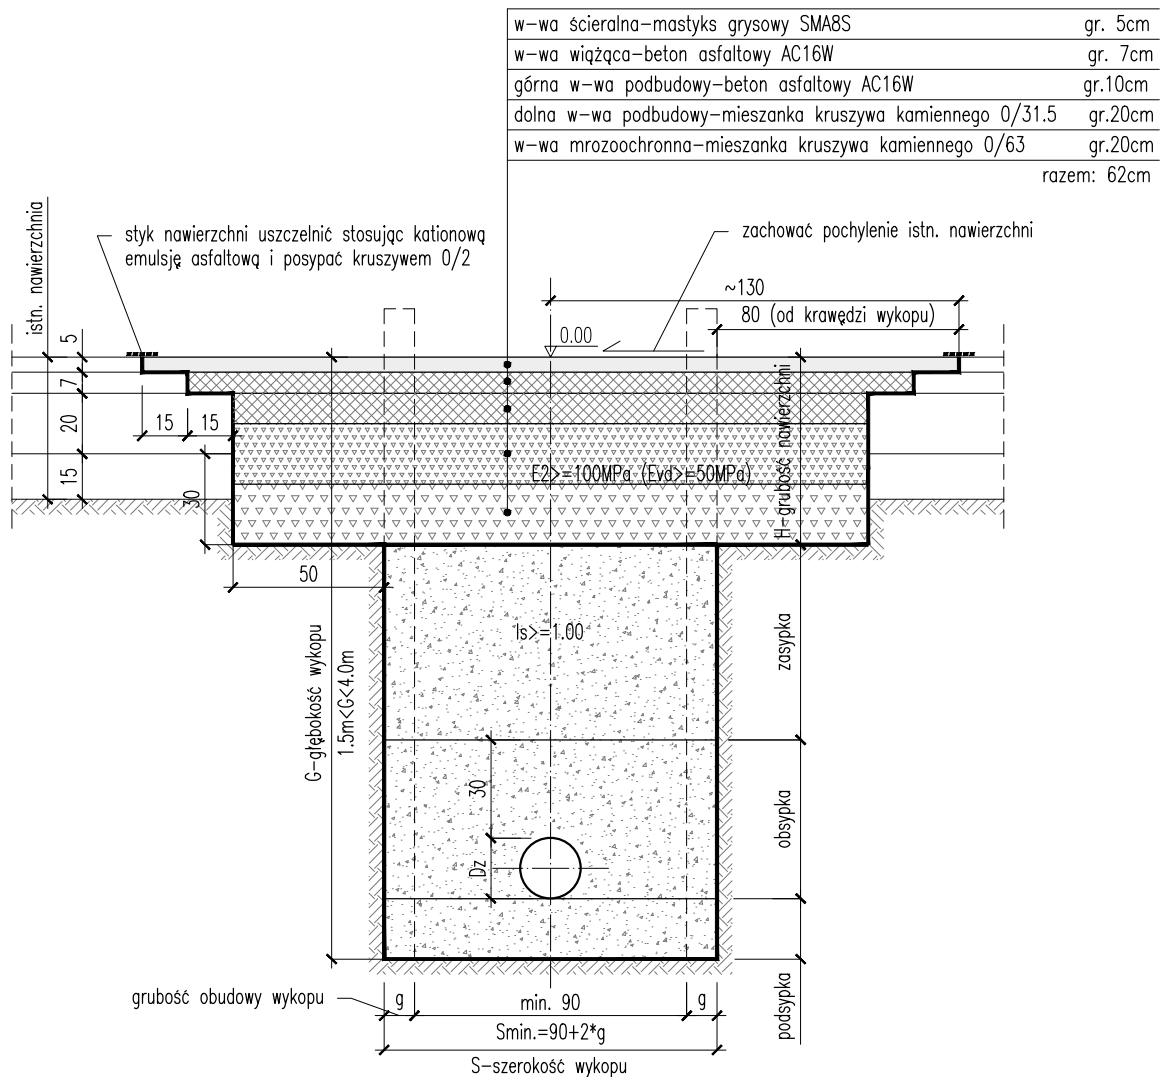 w-wa ścieralna-mastyks grysowy SMA8S gr. 5cm
w-wa wiążąca-beton asfaltowy AC16W gr. 7cm
górna w-wa podbudowy-beton asfaltowy AC16W gr.10cm
dolna w-wa podbudowy-mieszanka kruszywa kamiennego 0/31.5 gr.20cm
w-wa mrozoochronna-mieszanka kruszywa kamiennego 0/63 gr.20cm
razem: 62cm
istn. nawierzchnia
styk nawierzchni uszczelnić stosując kationową
emulsję asfaltową i posypać kruszywem 0/2
zachować pochylenie istn. nawierzchni
~130
80 (od krawędzi wykopu)
0.00
5
7
20
15
15
15
30
50
E2>=100MPa (Evd>=50MPa)
H-grubość nawierzchni
Is>=1.00
G-głębokość wykopu
1.5m<G<4.0m
zasypka
30
Dz
obsypka
podsypka
grubość obudowy wykopu
g
min. 90
g
Smin.=90+2*g
S-szerokość wykopu